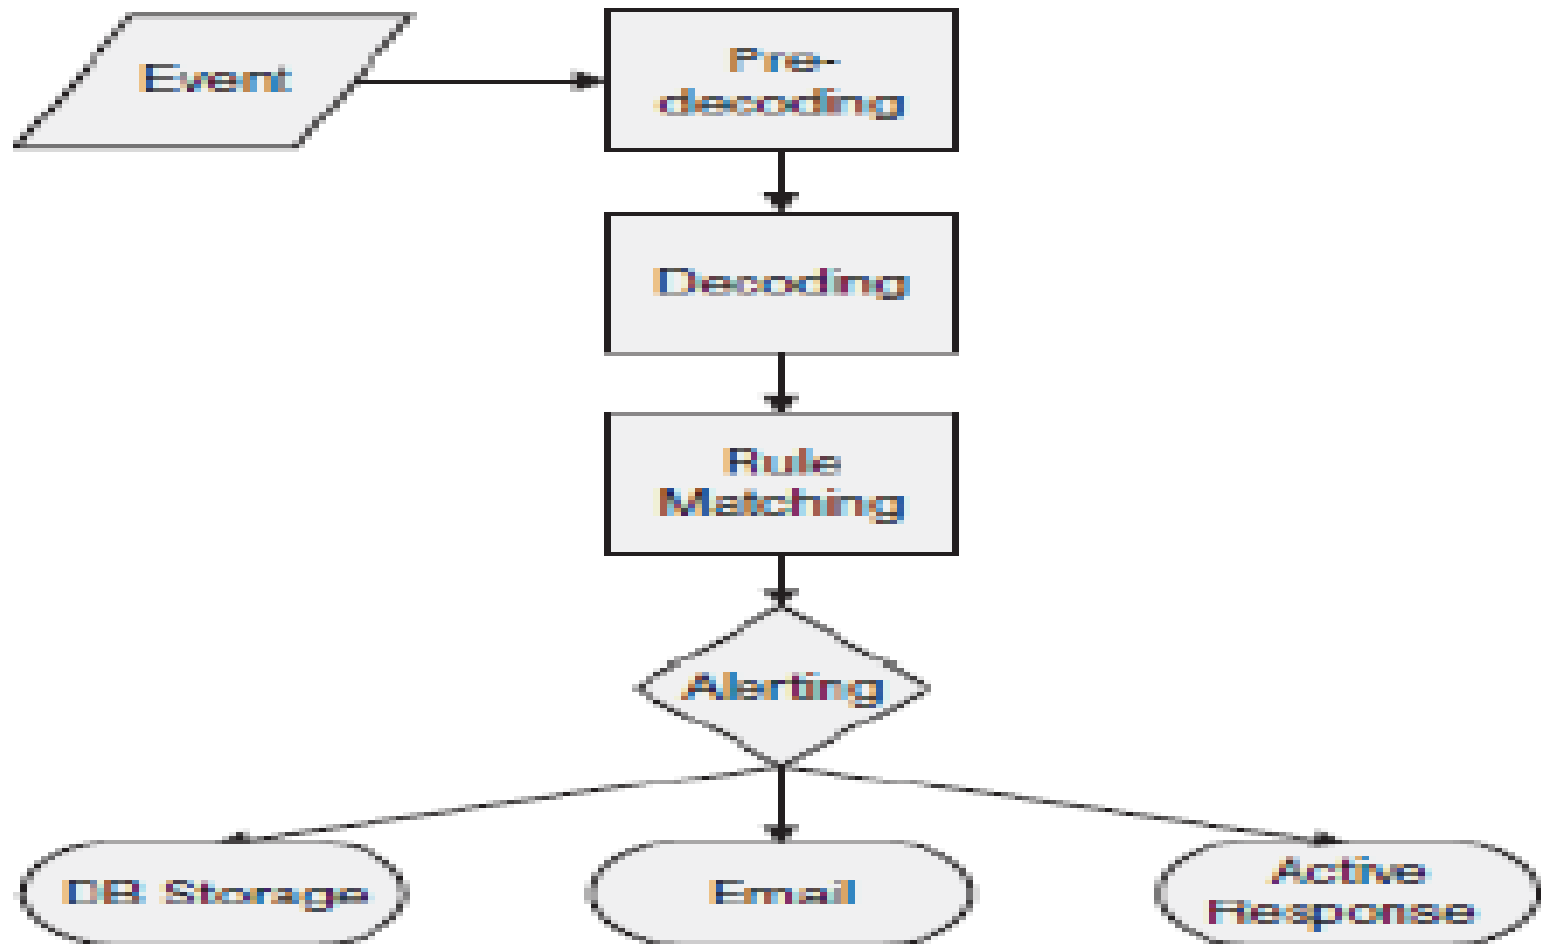 Event
Pre-
decoding
Decoding
Rule
Matching
Alerting
DB Storage
Email
Active
Response